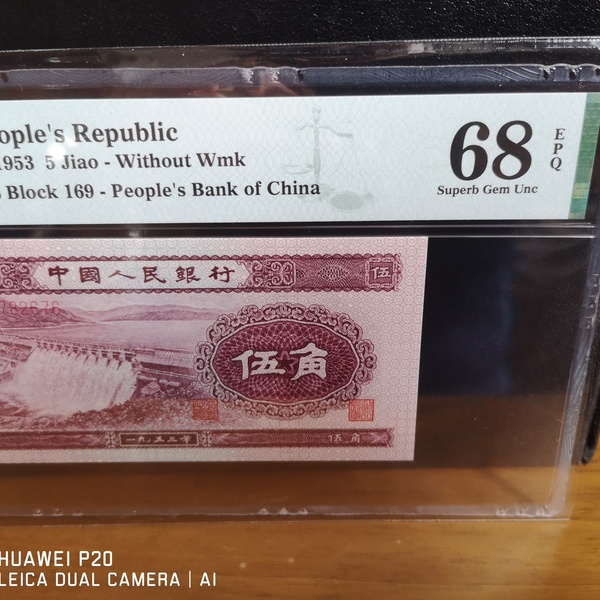 ople's Republic
1953 5 Jiao - Without Wmk
Block 169 - People's Bank of China
68
EPQ
Superb Gem Unc
中國人民銀行
伍
伍角
一九五三年
伍角
HUAWEI P20
LEICA DUAL CAMERA | AI